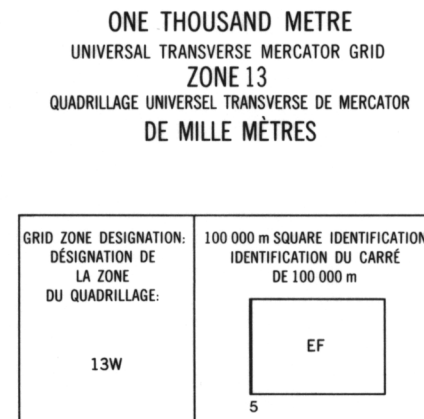 ONE THOUSAND METRE
UNIVERSAL TRANSVERSE MERCATOR GRID
ZONE 13
QUADRILLAGE UNIVERSEL TRANSVERSE DE MERCATOR
DE MILLE MÈTRES
GRID ZONE DESIGNATION:
DÉSIGNATION DE
LA ZONE
DU QUADRILLAGE:
13W
100 000 m SQUARE IDENTIFICATION
IDENTIFICATION DU CARRÉ
DE 100 000 m
EF
5